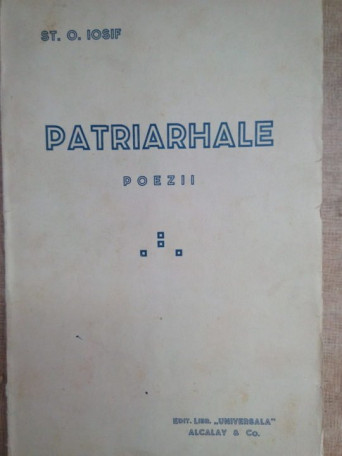 ST. O. IOSIF
PATRIARHALE
POEZII
EDIT. LIBR. „UNIVERSALA"
ALCALAY & Co.